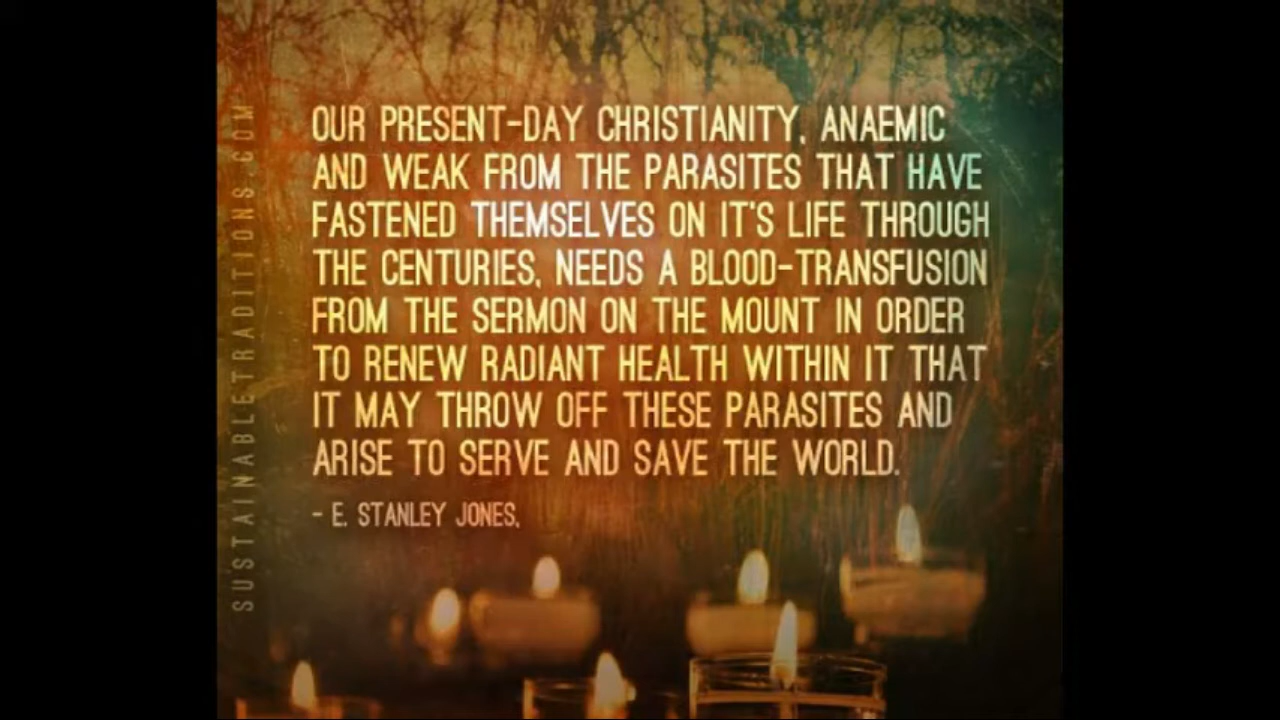 OUR PRESENT-DAY CHRISTIANITY, ANAEMIC
AND WEAK FROM THE PARASITES THAT HAVE
FASTENED THEMSELVES ON IT'S LIFE THROUGH
THE CENTURIES, NEEDS A BLOOD-TRANSFUSION
FROM THE SERMON ON THE MOUNT IN ORDER
TO RENEW RADIANT HEALTH WITHIN IT THAT
IT MAY THROW OFF THESE PARASITES AND
ARISE TO SERVE AND SAVE THE WORLD.
- E. STANLEY JONES,
SUSTAINABLETRADITIONS.COM